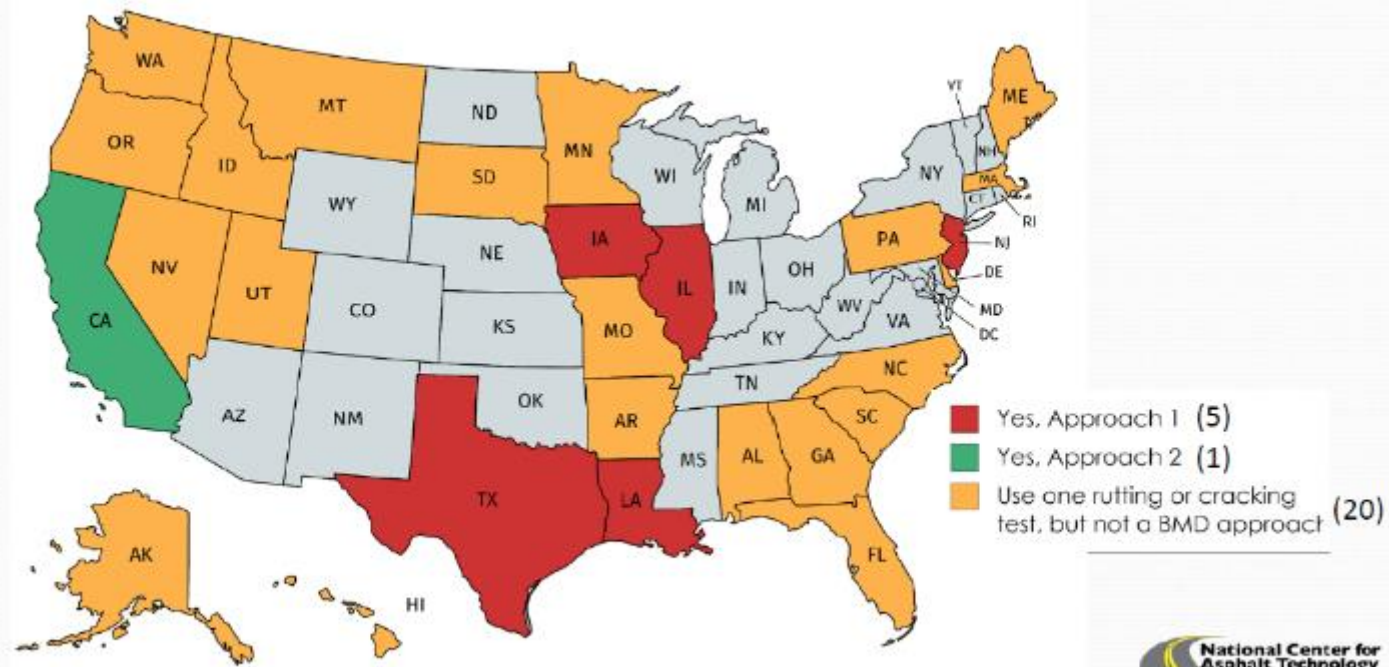 WA
MT
ND
MN
VT
ME
OR
ID
SD
WI
NY
NH
MA
WY
MI
CT
RI
IA
PA
NJ
NE
NV
UT
IL
IN
OH
DE
CA
CO
WV
MD
KS
MO
VA
KY
DC
NC
TN
OK
AZ
NM
AR
SC
MS
AL
GA
TX
LA
FL
AK
HI
Yes, Approach 1 (5)
Yes, Approach 2 (1)
Use one rutting or cracking
test, but not a BMD approach (20)
National Center for
Asphalt Technology